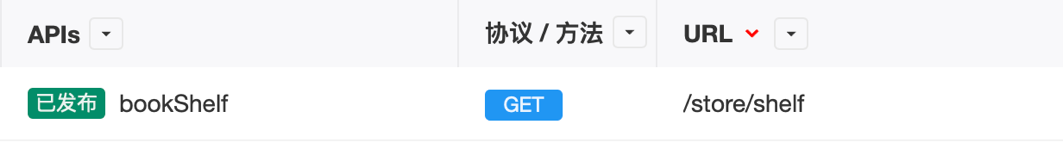 APIs 协议 / 方法 URL
已发布 bookShelf GET /store/shelf